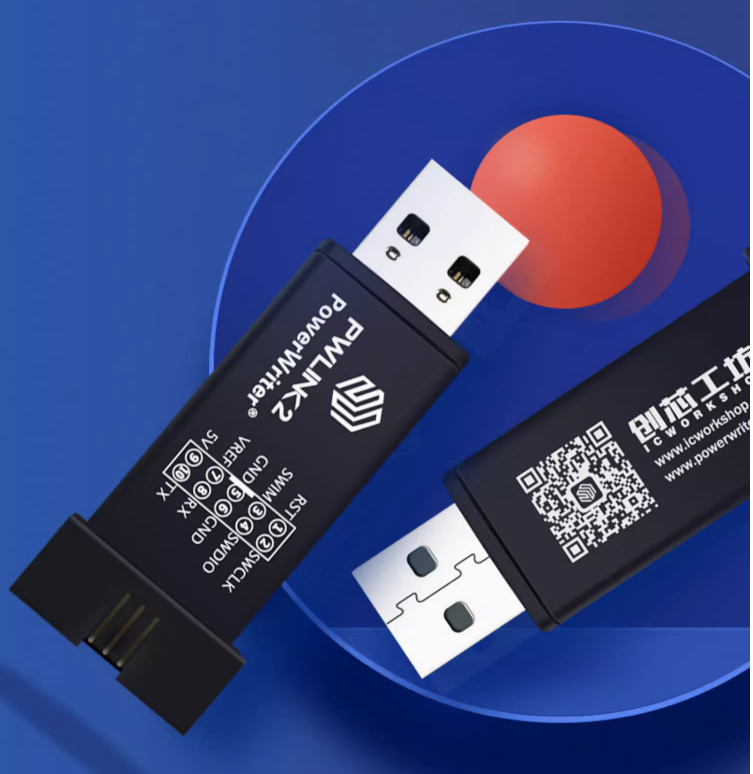 PWLINK2
PowerWriter®
RST ① ② SWCLK
SWIM ③ ④ SWDIO
GND ⑤ ⑥ GND
VREF ⑦ ⑧ RX
5V ⑨ ⑩ TX
创芯工坊
ICWORKSHO
www.icworkshop
www.powerwrite